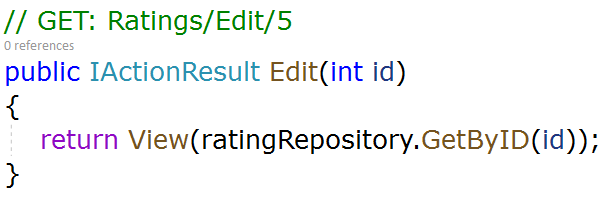 // GET: Ratings/Edit/5
0 references
public IActionResult Edit(int id)
{
    return View(ratingRepository.GetByID(id));
}